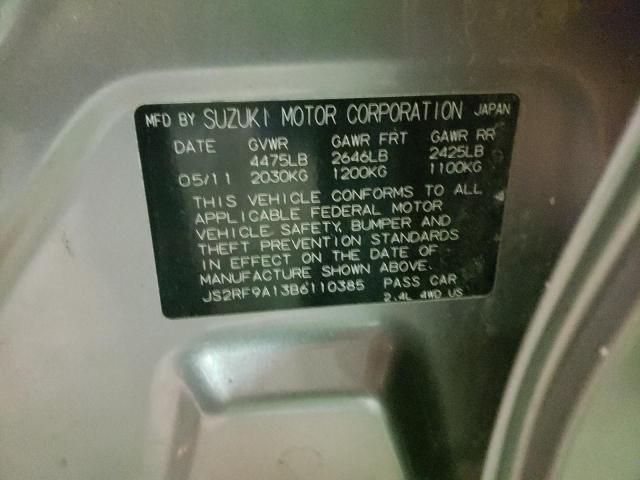 MFD BY SUZUKI MOTOR CORPORATION JAPAN
DATE GVWR GAWR FRT GAWR RR
4475LB 2646LB 2425LB
05/11 2030KG 1200KG 1100KG
THIS VEHICLE CONFORMS TO ALL
APPLICABLE FEDERAL MOTOR
VEHICLE SAFETY, BUMPER AND
THEFT PREVENTION STANDARDS
IN EFFECT ON THE DATE OF
MANUFACTURE SHOWN ABOVE.
JS2RF9A13B6110385 PASS CAR
2.4L 4WD US